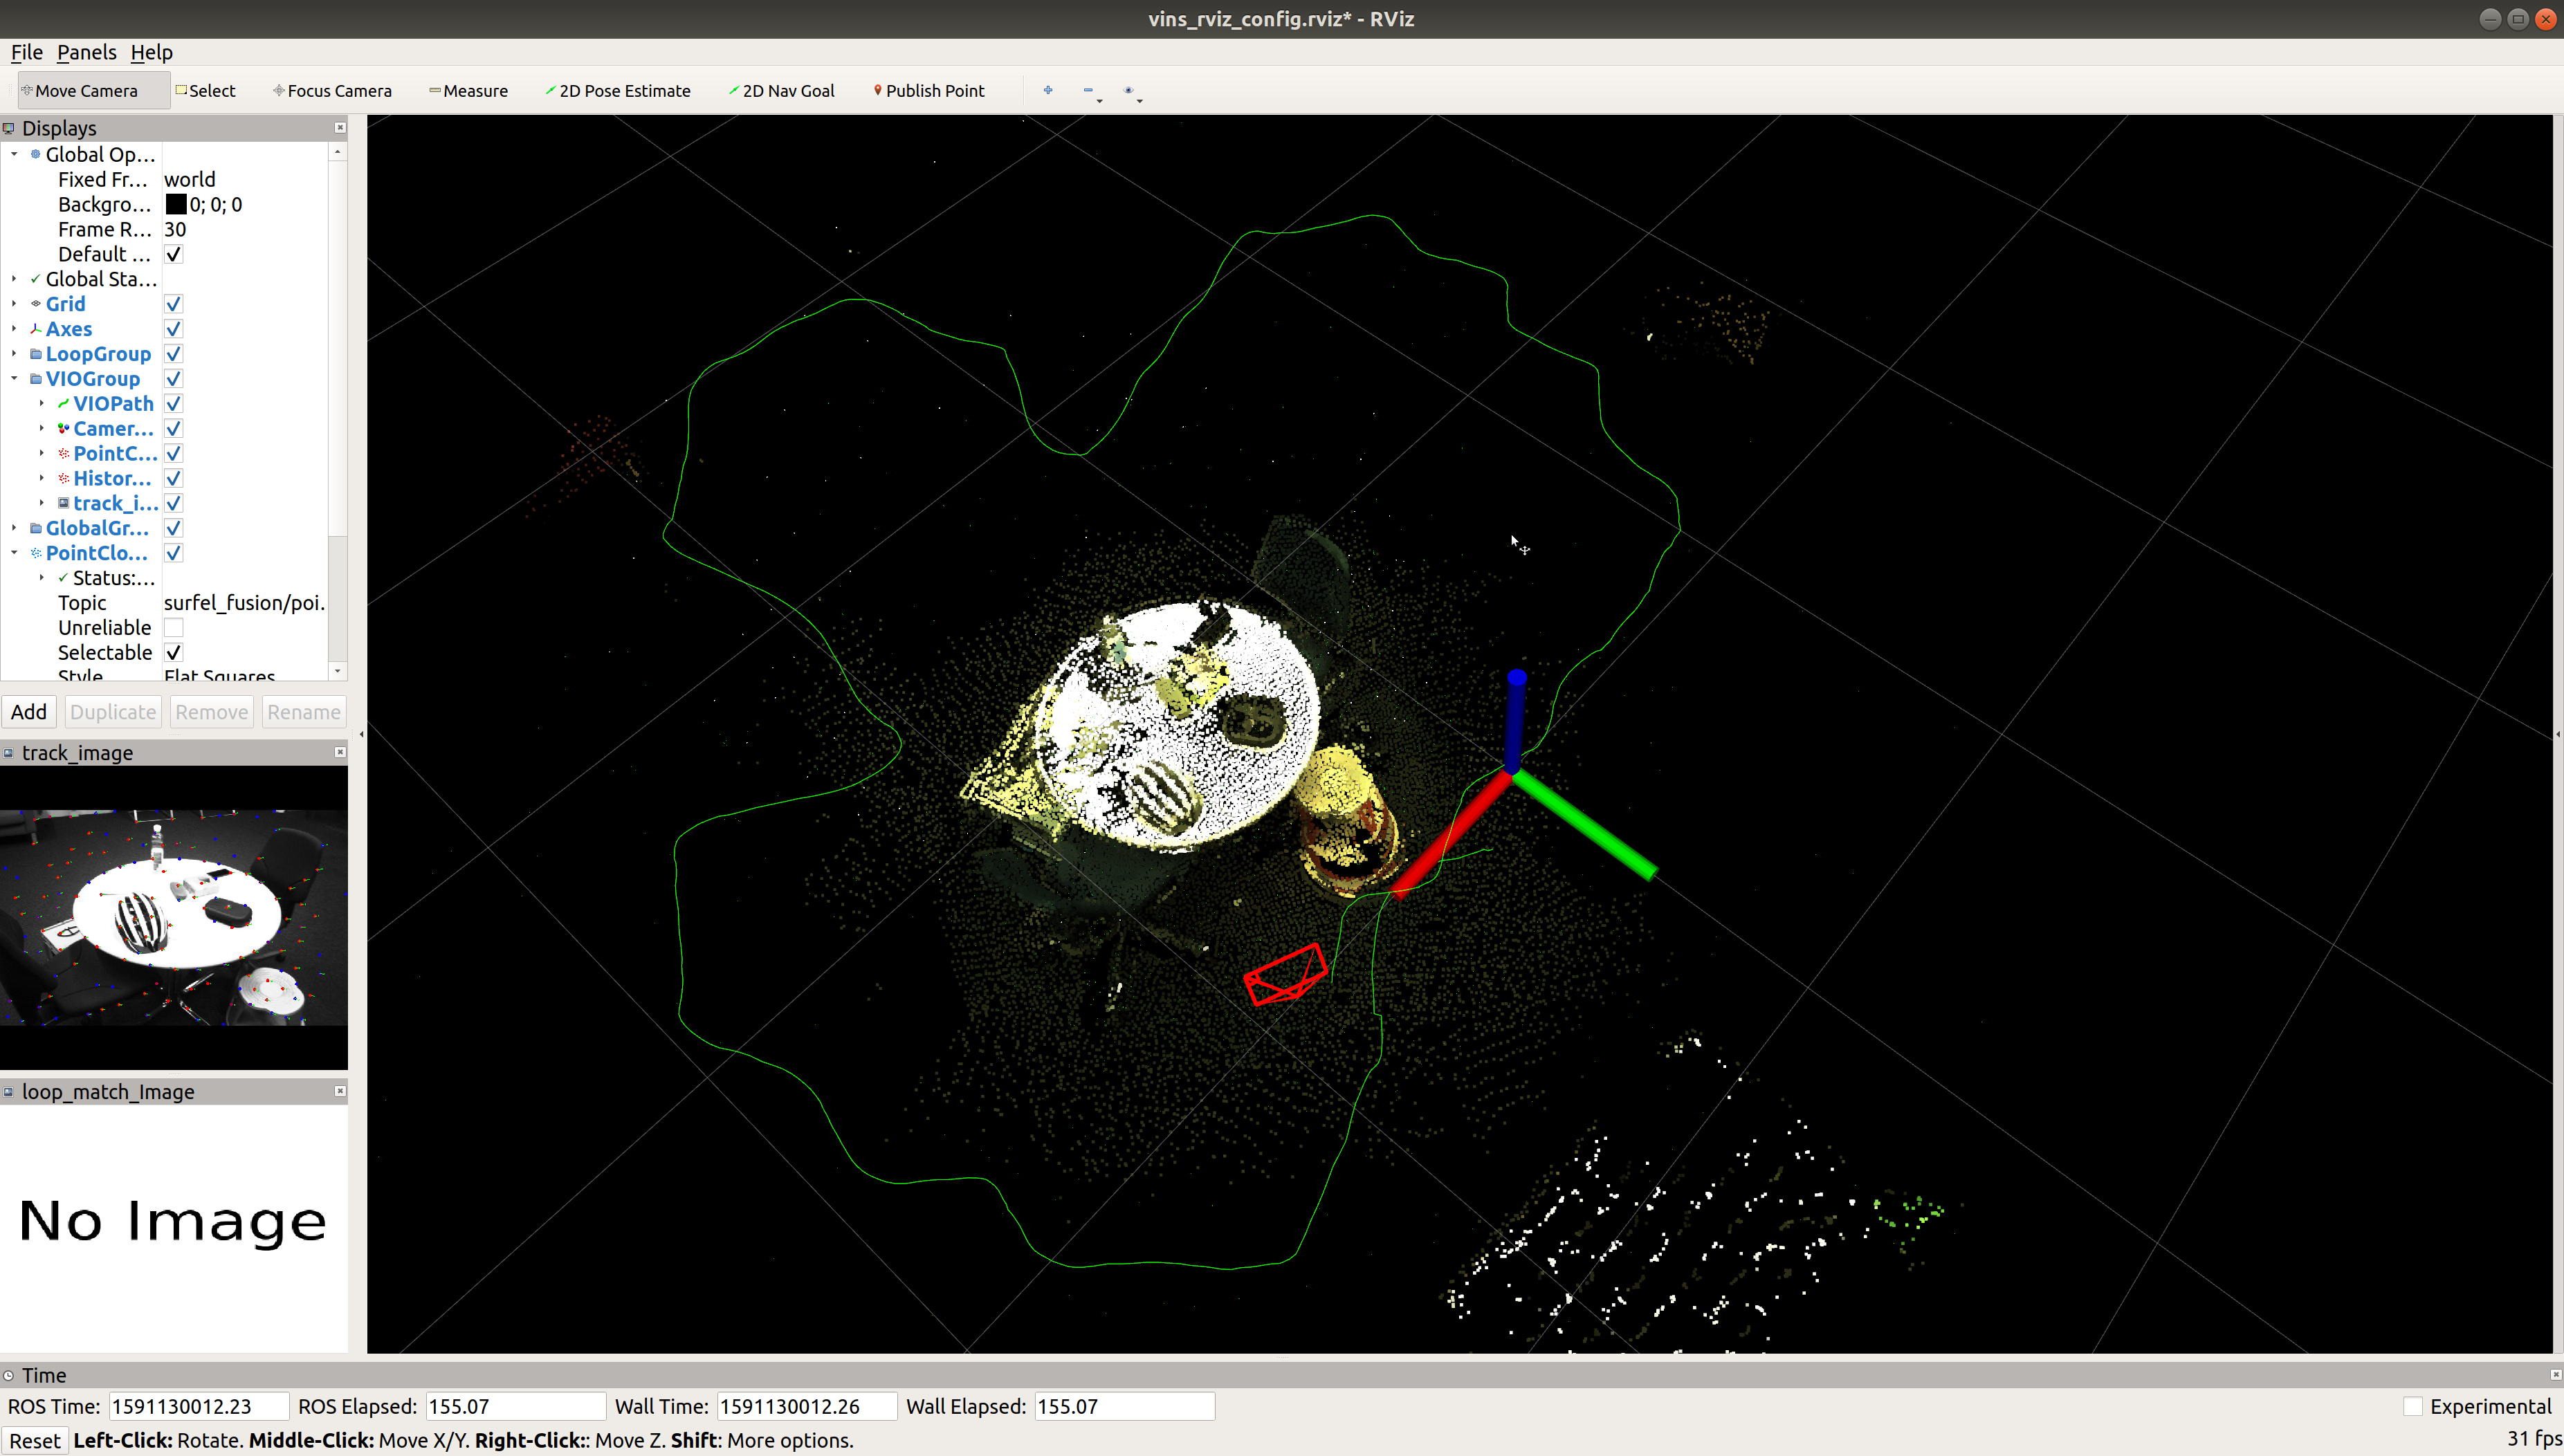 vins_rviz_config.rviz* - RViz
File Panels Help
Move Camera Select Focus Camera Measure 2D Pose Estimate 2D Nav Goal Publish Point
Displays
Global Op...
Fixed Fr... world
Backgro... 0; 0; 0
Frame R... 30
Default ...
Global Sta...
Grid
Axes
LoopGroup
VIOGroup
VIOPath
Camer...
PointC...
Histor...
track_i...
GlobalGr...
PointClo...
Status:...
Topic surfel_fusion/poi.
Unreliable
Selectable
Style Flat Squares
Add Duplicate Remove Rename
track_image
loop_match_Image
No Image
Time
ROS Time: 1591130012.23 ROS Elapsed: 155.07 Wall Time: 1591130012.26 Wall Elapsed: 155.07 Experimental
Reset Left-Click: Rotate. Middle-Click: Move X/Y. Right-Click:: Move Z. Shift: More options. 31 fps